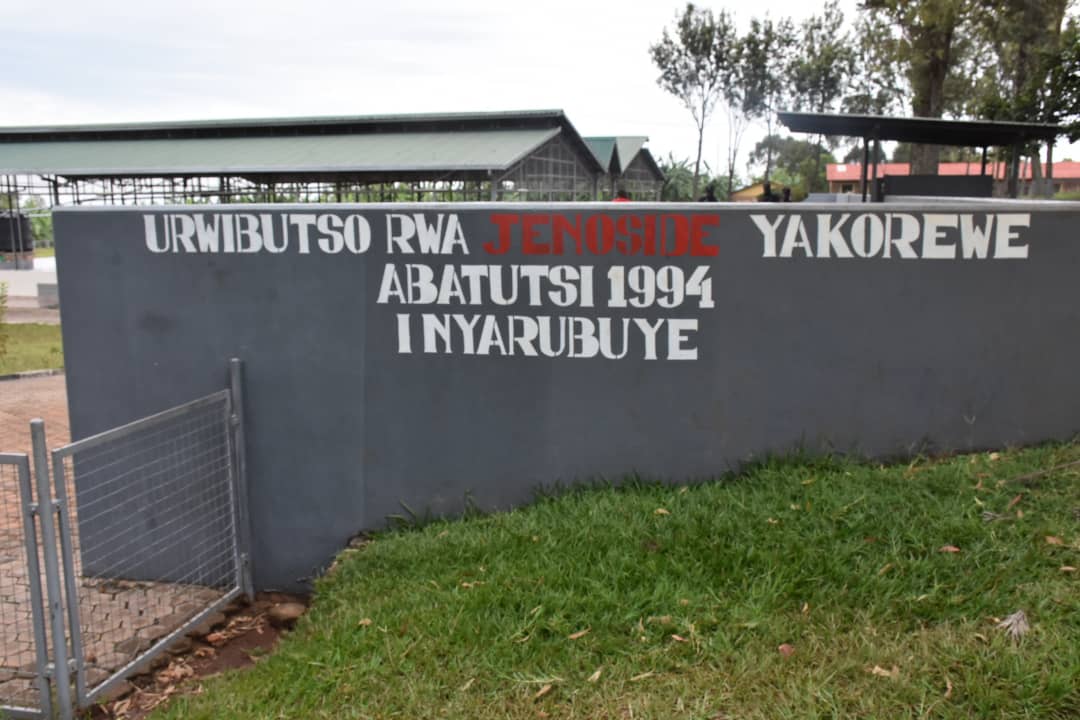 URWIBUTSO RWA JENOSIDE YAKOREWE
ABATUTSI 1994
I NYARUBUYE